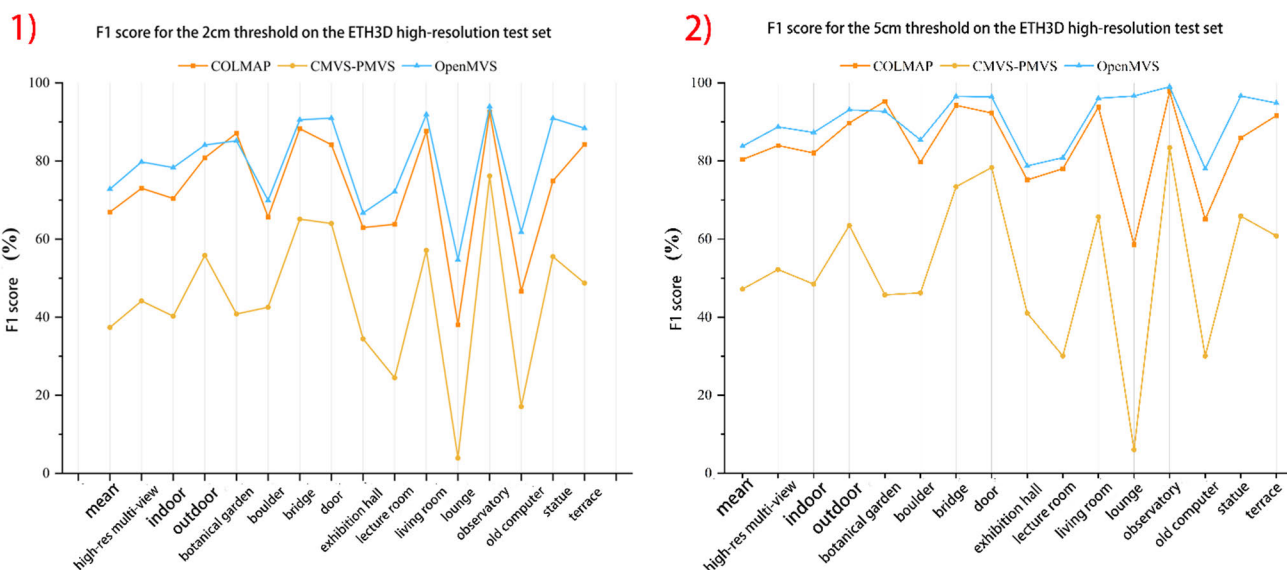 1)
F1 score for the 2cm threshold on the ETH3D high-resolution test set
COLMAP CMVS-PMVS OpenMVS
100
80
60
40
20
0
F1 score (%)
mean
high-res multi-view
indoor
outdoor
botanical garden
boulder
bridge
door
exhibition hall
lecture room
living room
lounge
observatory
old computer
statue
terrace
2)
F1 score for the 5cm threshold on the ETH3D high-resolution test set
COLMAP CMVS-PMVS OpenMVS
100
80
60
40
20
0
F1 score (%)
mean
high-res multi-view
indoor
outdoor
botanical garden
boulder
bridge
door
exhibition hall
lecture room
living room
lounge
observatory
old computer
statue
terrace